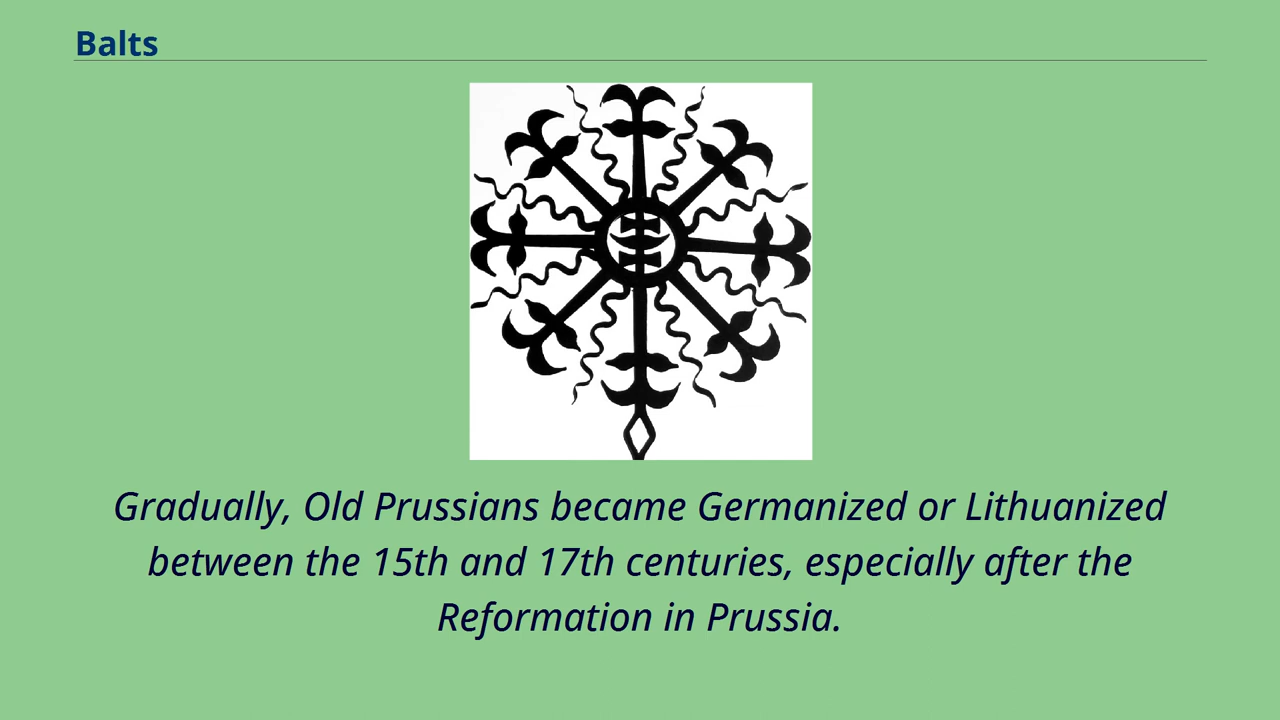 Balts
Gradually, Old Prussians became Germanized or Lithuanized
between the 15th and 17th centuries, especially after the
Reformation in Prussia.